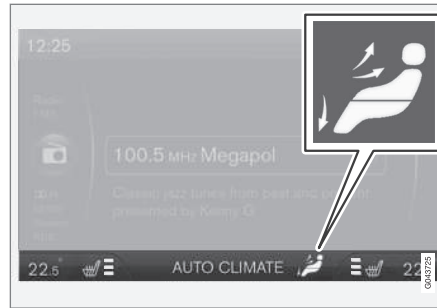 12:25
100.5 MHz Megapol
Classic jazz tunes from past and present
presented by Kenny G
22.5° AUTO CLIMATE 22
G043725